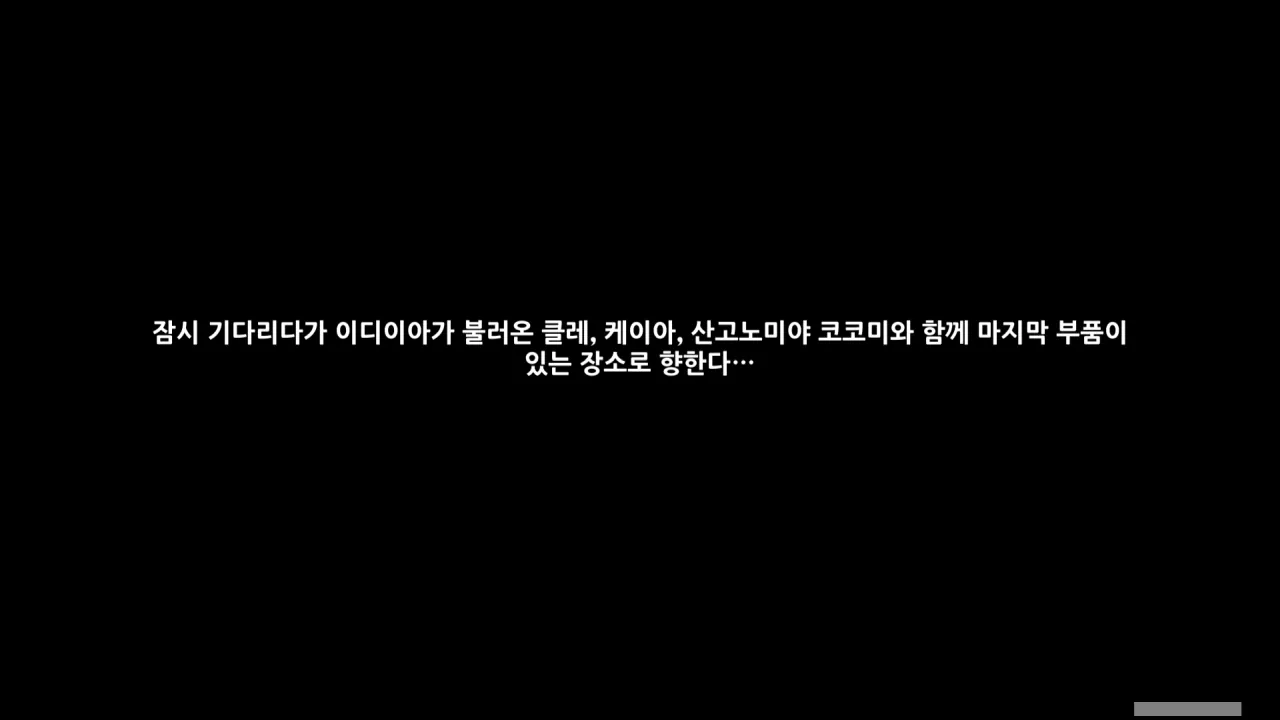 잠시 기다리다가 이디이아가 불러온 클레, 케이아, 산고노미야 코코미와 함께 마지막 부품이
있는 장소로 향한다…